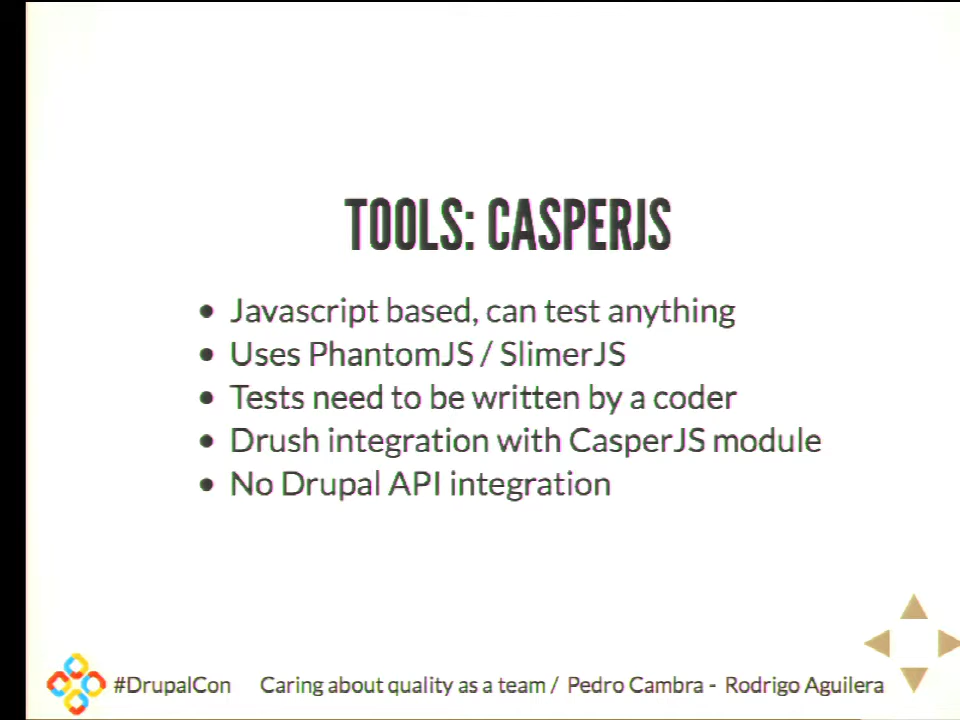 TOOLS: CASPERJS
Javascript based, can test anything
Uses PhantomJS / SlimerJS
Tests need to be written by a coder
Drush integration with CasperJS module
No Drupal API integration
#DrupalCon Caring about quality as a team / Pedro Cambra - Rodrigo Aguilera